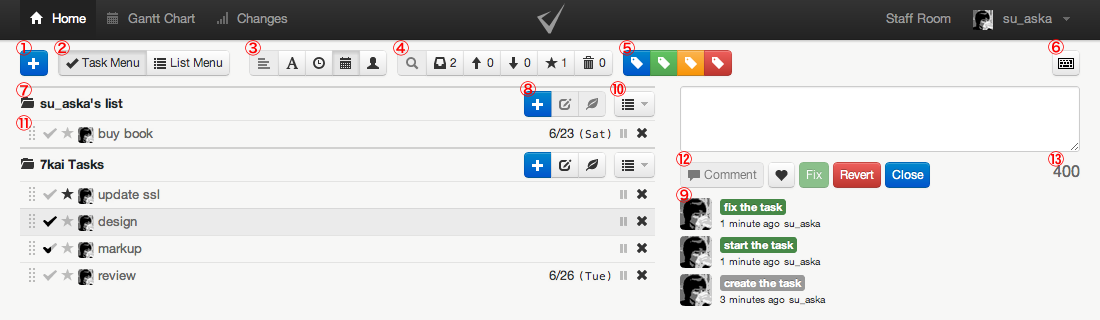 Home Gantt Chart Changes Staff Room su_aska
① ② ③ ④ ⑤ ⑥
Task Menu List Menu A 2 0 0 1 0
⑦ ⑧ ⑩
su_aska's list
⑪ buy book 6/23 (Sat)
7kai Tasks
update ssl
design
markup
review 6/26 (Tue)
⑫ ⑬
Comment Fix Revert Close 400
⑨
fix the task
1 minute ago su_aska
start the task
1 minute ago su_aska
create the task
3 minutes ago su_aska